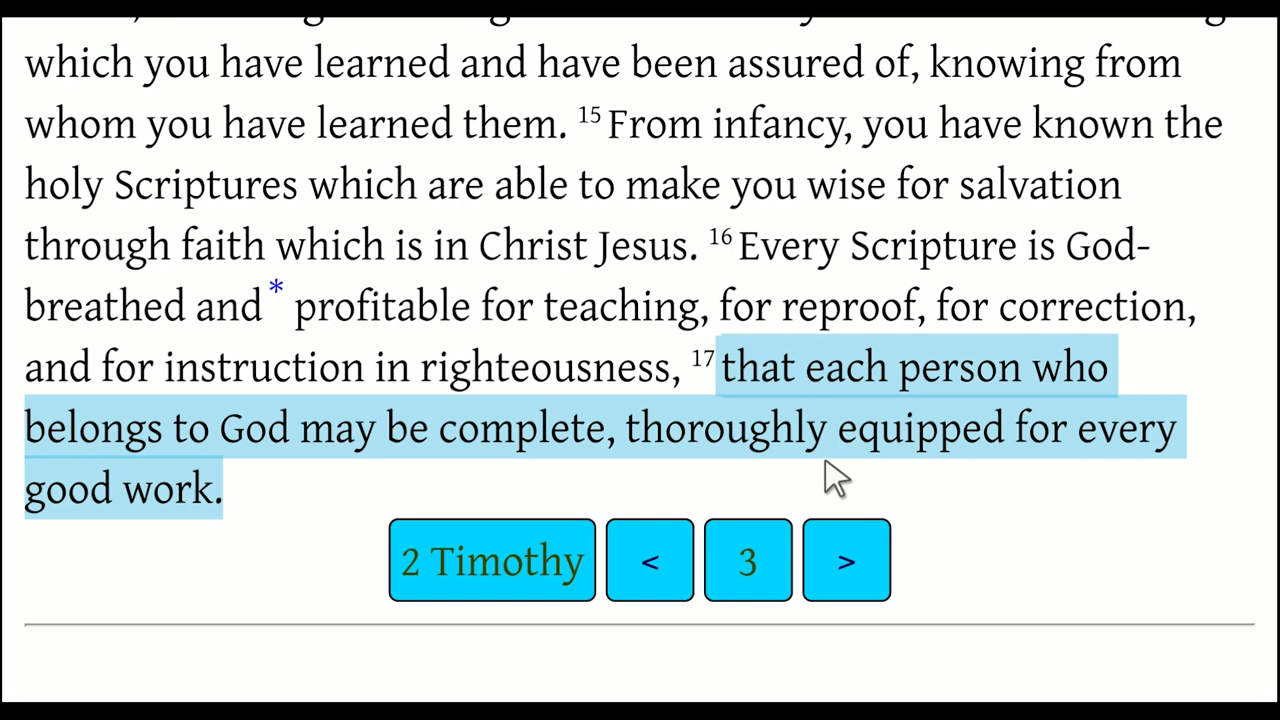 which you have learned and have been assured of, knowing from
whom you have learned them. 15 From infancy, you have known the
holy Scriptures which are able to make you wise for salvation
through faith which is in Christ Jesus. 16 Every Scripture is God-
breathed and * profitable for teaching, for reproof, for correction,
and for instruction in righteousness, 17 that each person who
belongs to God may be complete, thoroughly equipped for every
good work.
2 Timothy < 3 >